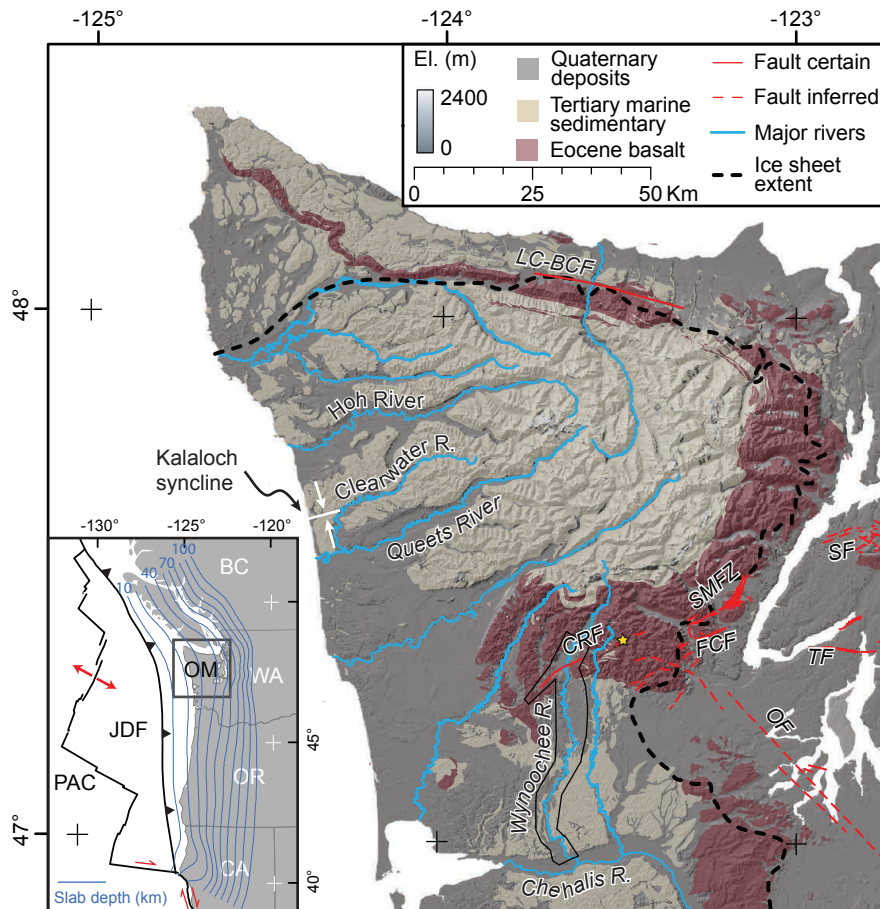 -125°
-124°
-123°
El. (m)
2400
0
Quaternary
deposits
Tertiary marine
sedimentary
Eocene basalt
Fault certain
Fault inferred
Major rivers
Ice sheet
extent
0
25
50 Km
48°
47°
LC-BCF
Hoh River
Clearwater R.
Kalaloch
syncline
Queets River
SF
SMFZ
FCF
TF
CRF
OF
Wynoochee R.
Chehalis R.
-130°
-125°
-120°
100
70
40
10
BC
OM
WA
JDF
45°
PAC
OR
CA
40°
Slab depth (km)